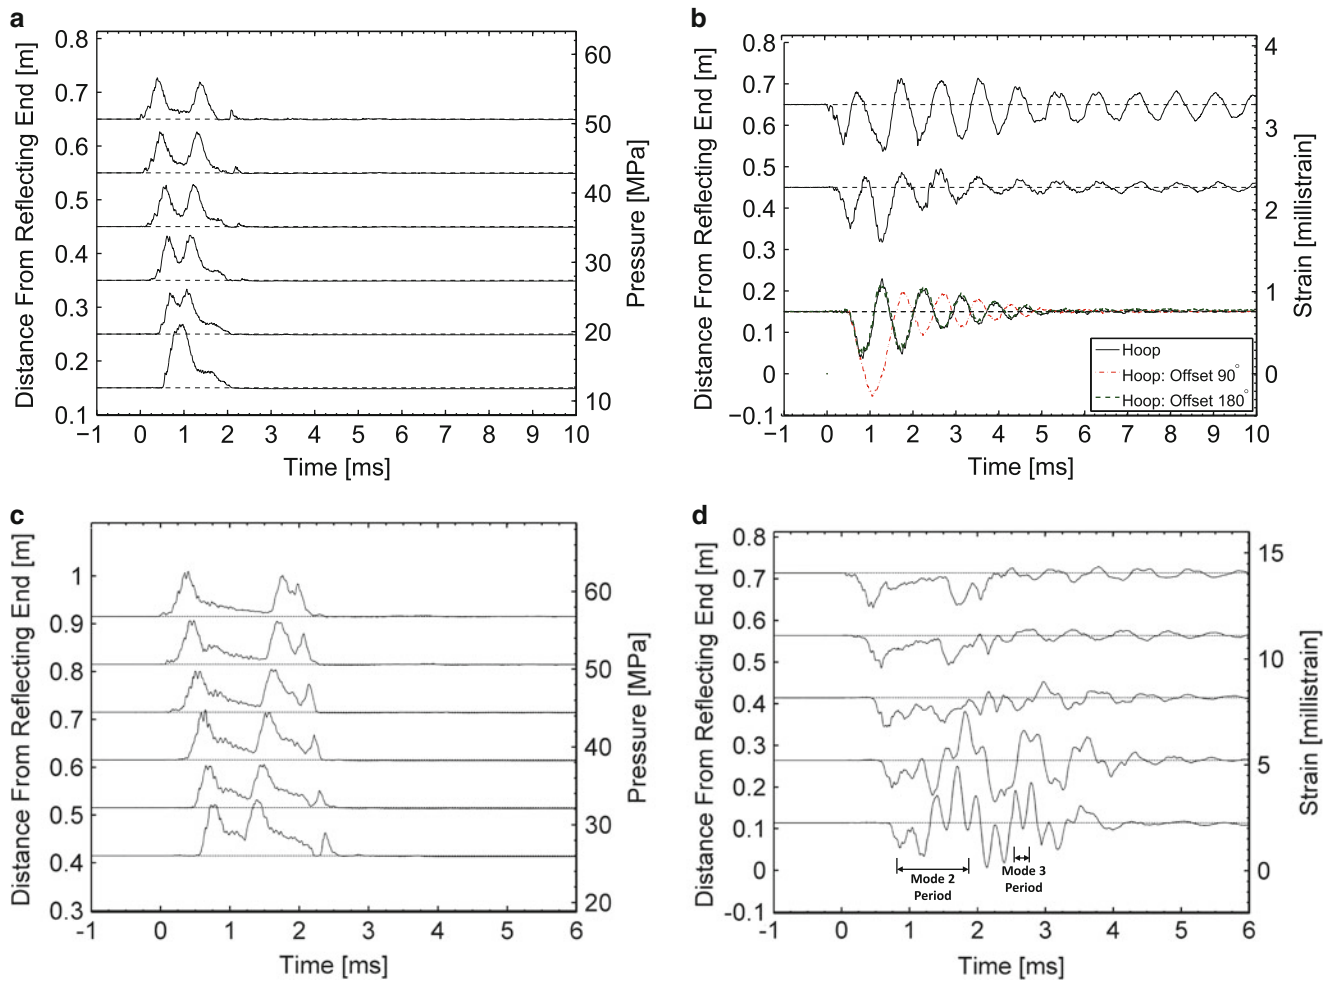 a
Distance From Reflecting End [m]
0.8
0.7
0.6
0.5
0.4
0.3
0.2
0.1
−1 0 1 2 3 4 5 6 7 8 9 10
Time [ms]
60
50
40
30
20
10
Pressure [MPa]
b
Distance From Reflecting End [m]
0.8
0.7
0.6
0.5
0.4
0.3
0.2
0.1
0
−0.1
−1 0 1 2 3 4 5 6 7 8 9 10
Time [ms]
4
3
2
1
0
Strain [millistrain]
Hoop
Hoop: Offset 90°
Hoop: Offset 180°
c
Distance From Reflecting End [m]
1
0.9
0.8
0.7
0.6
0.5
0.4
0.3
-1 0 1 2 3 4 5 6
Time [ms]
60
50
40
30
20
Pressure [MPa]
d
Distance From Reflecting End [m]
0.8
0.7
0.6
0.5
0.4
0.3
0.2
0.1
0
-0.1
-1 0 1 2 3 4 5 6
Time [ms]
15
10
5
0
Strain [millistrain]
Mode 2
Period
Mode 3
Period